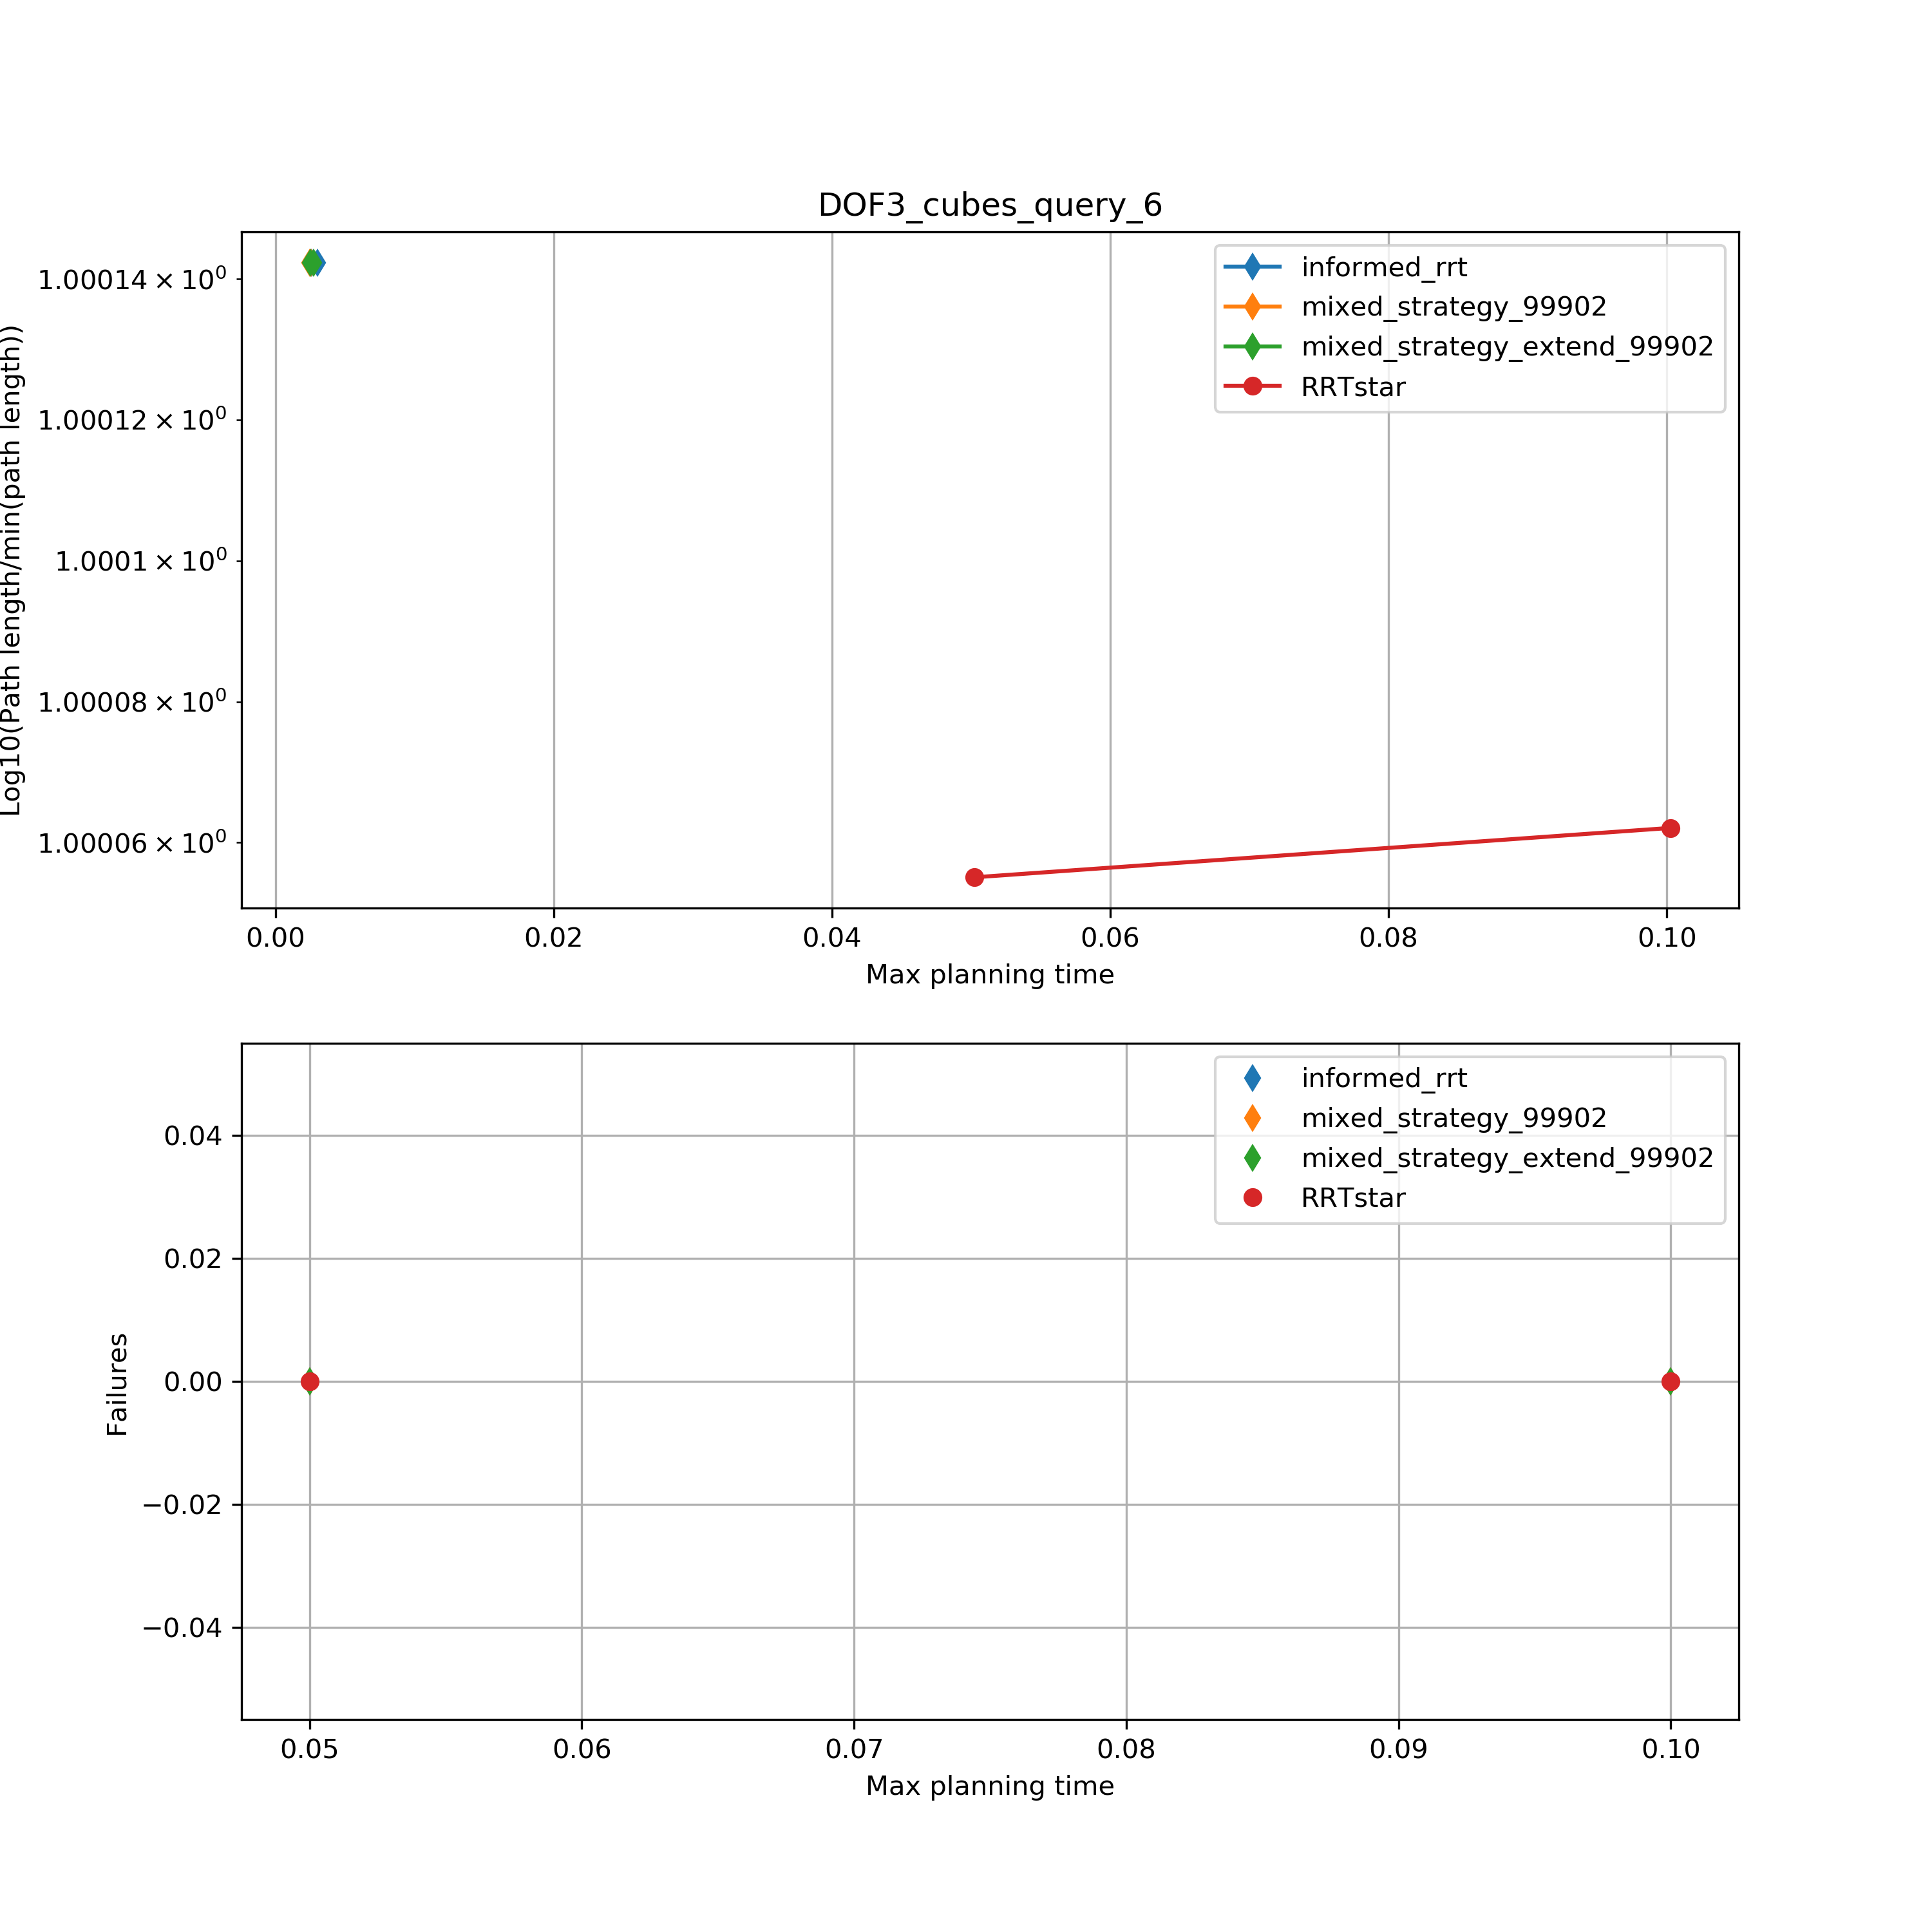 DOF3_cubes_query_6
1.00014 × 10⁰
1.00012 × 10⁰
1.0001 × 10⁰
1.00008 × 10⁰
1.00006 × 10⁰
Log10(Path length/min(path length))
informed_rrt
mixed_strategy_99902
mixed_strategy_extend_99902
RRTstar
0.00 0.02 0.04 0.06 0.08 0.10
Max planning time
0.04
0.02
0.00
−0.02
−0.04
Failures
informed_rrt
mixed_strategy_99902
mixed_strategy_extend_99902
RRTstar
0.05 0.06 0.07 0.08 0.09 0.10
Max planning time